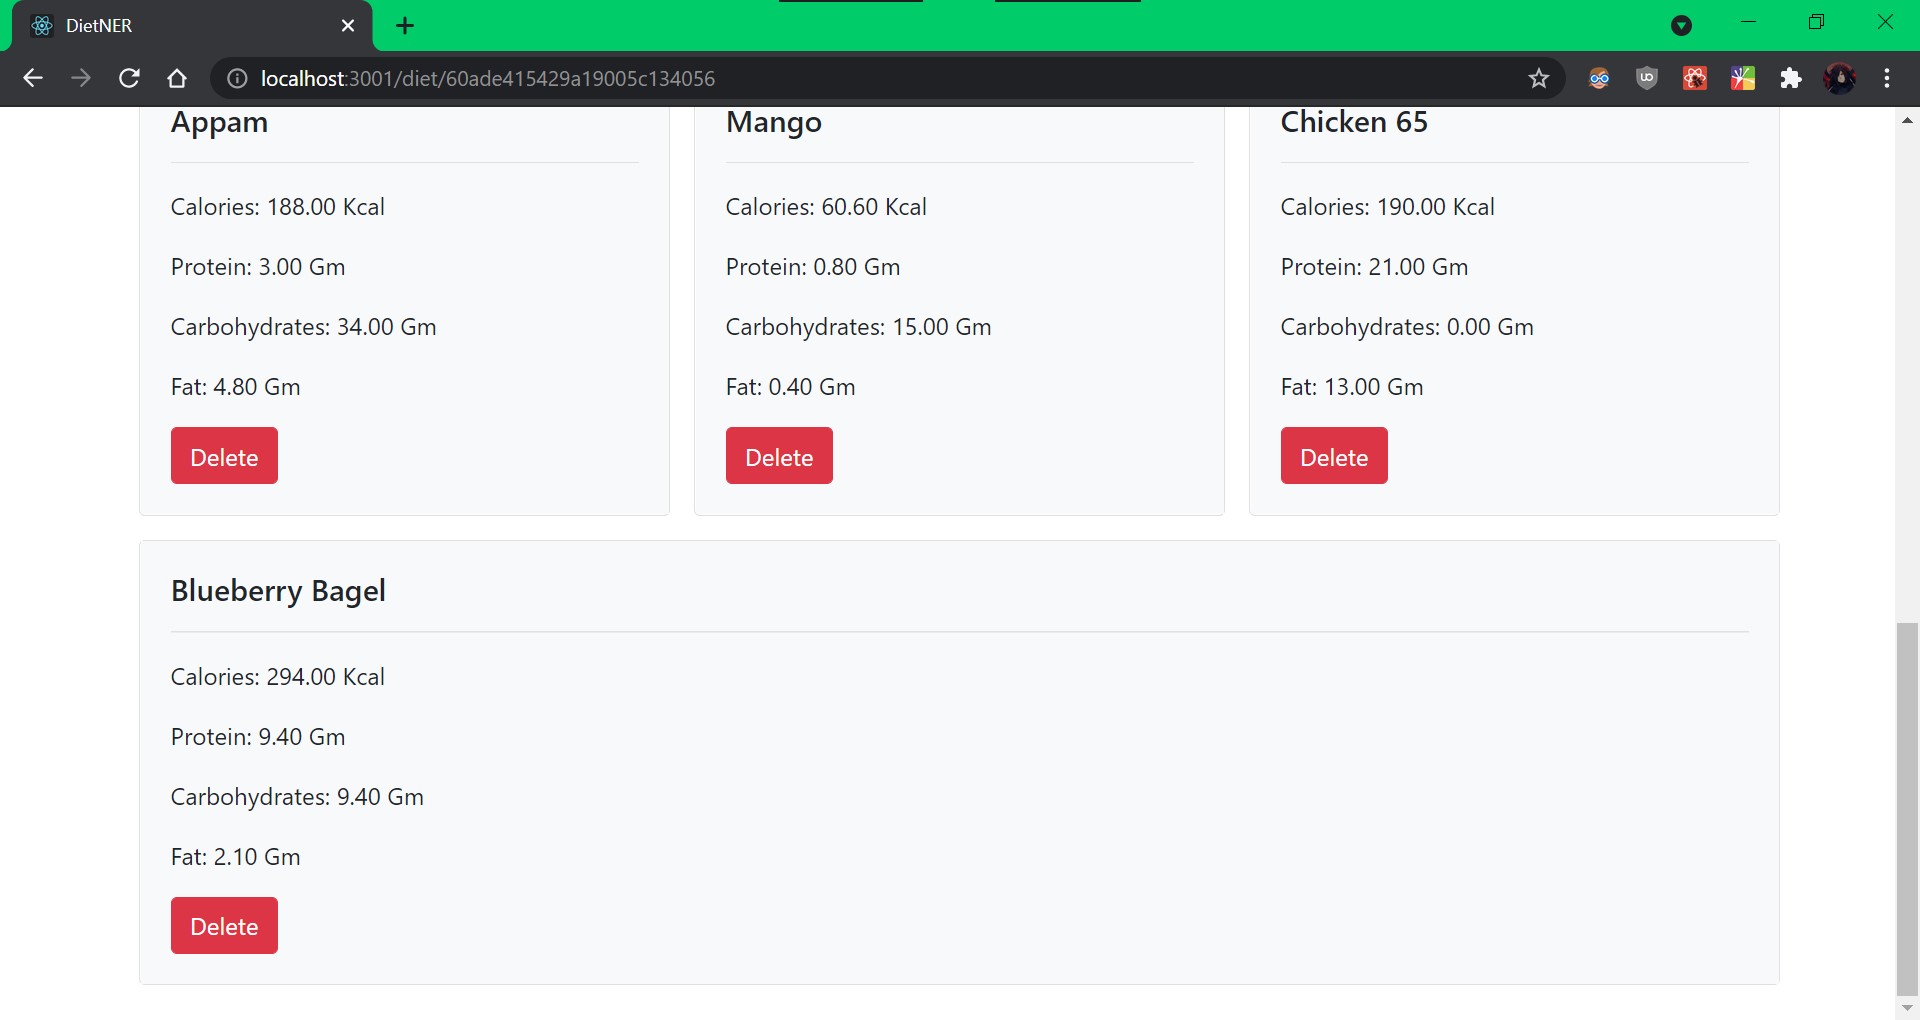 DietNER
localhost:3001/diet/60ade415429a19005c134056
Appam
Calories: 188.00 Kcal
Protein: 3.00 Gm
Carbohydrates: 34.00 Gm
Fat: 4.80 Gm
Delete
Mango
Calories: 60.60 Kcal
Protein: 0.80 Gm
Carbohydrates: 15.00 Gm
Fat: 0.40 Gm
Delete
Chicken 65
Calories: 190.00 Kcal
Protein: 21.00 Gm
Carbohydrates: 0.00 Gm
Fat: 13.00 Gm
Delete
Blueberry Bagel
Calories: 294.00 Kcal
Protein: 9.40 Gm
Carbohydrates: 9.40 Gm
Fat: 2.10 Gm
Delete